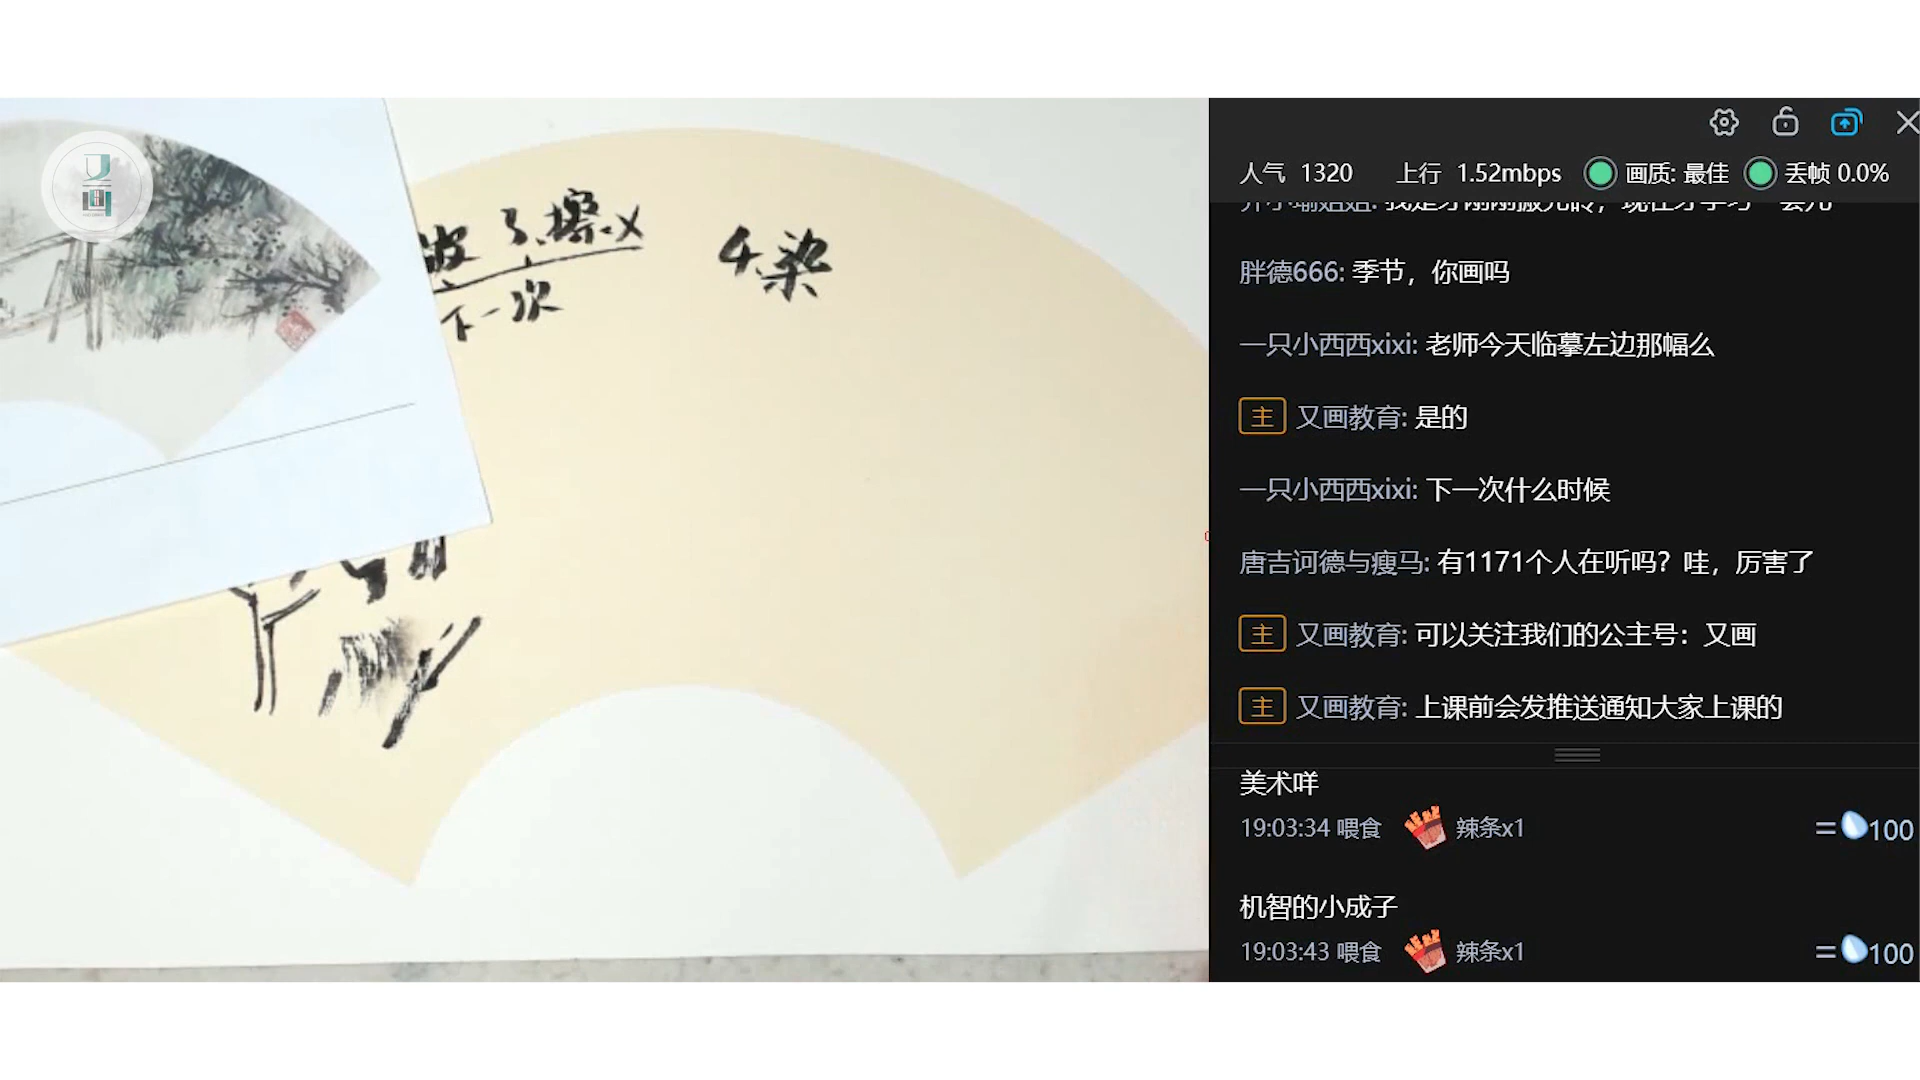 皴 3、擦.x 4、染
下一次
人气 1320 上行 1.52mbps 画质: 最佳 丢帧 0.0%
胖德666: 季节，你画吗
一只小西西xixi: 老师今天临摹左边那幅么
主 又画教育: 是的
一只小西西xixi: 下一次什么时候
唐吉诃德与瘦马: 有1171个人在听吗？哇，厉害了
主 又画教育: 可以关注我们的公主号：又画
主 又画教育: 上课前会发推送通知大家上课的
美术咩
19:03:34 喂食 辣条x1 =100
机智的小成子
19:03:43 喂食 辣条x1 =100